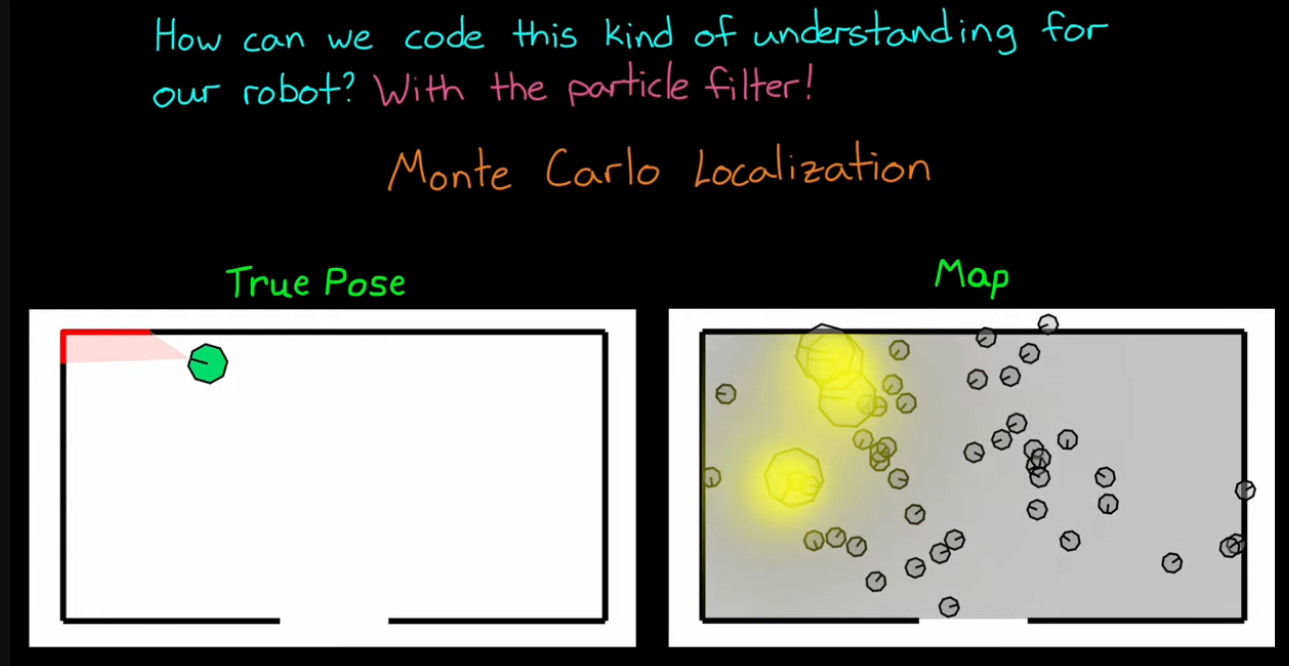 How can we code this kind of understanding for
our robot? With the particle filter!
Monte Carlo Localization
True Pose
Map